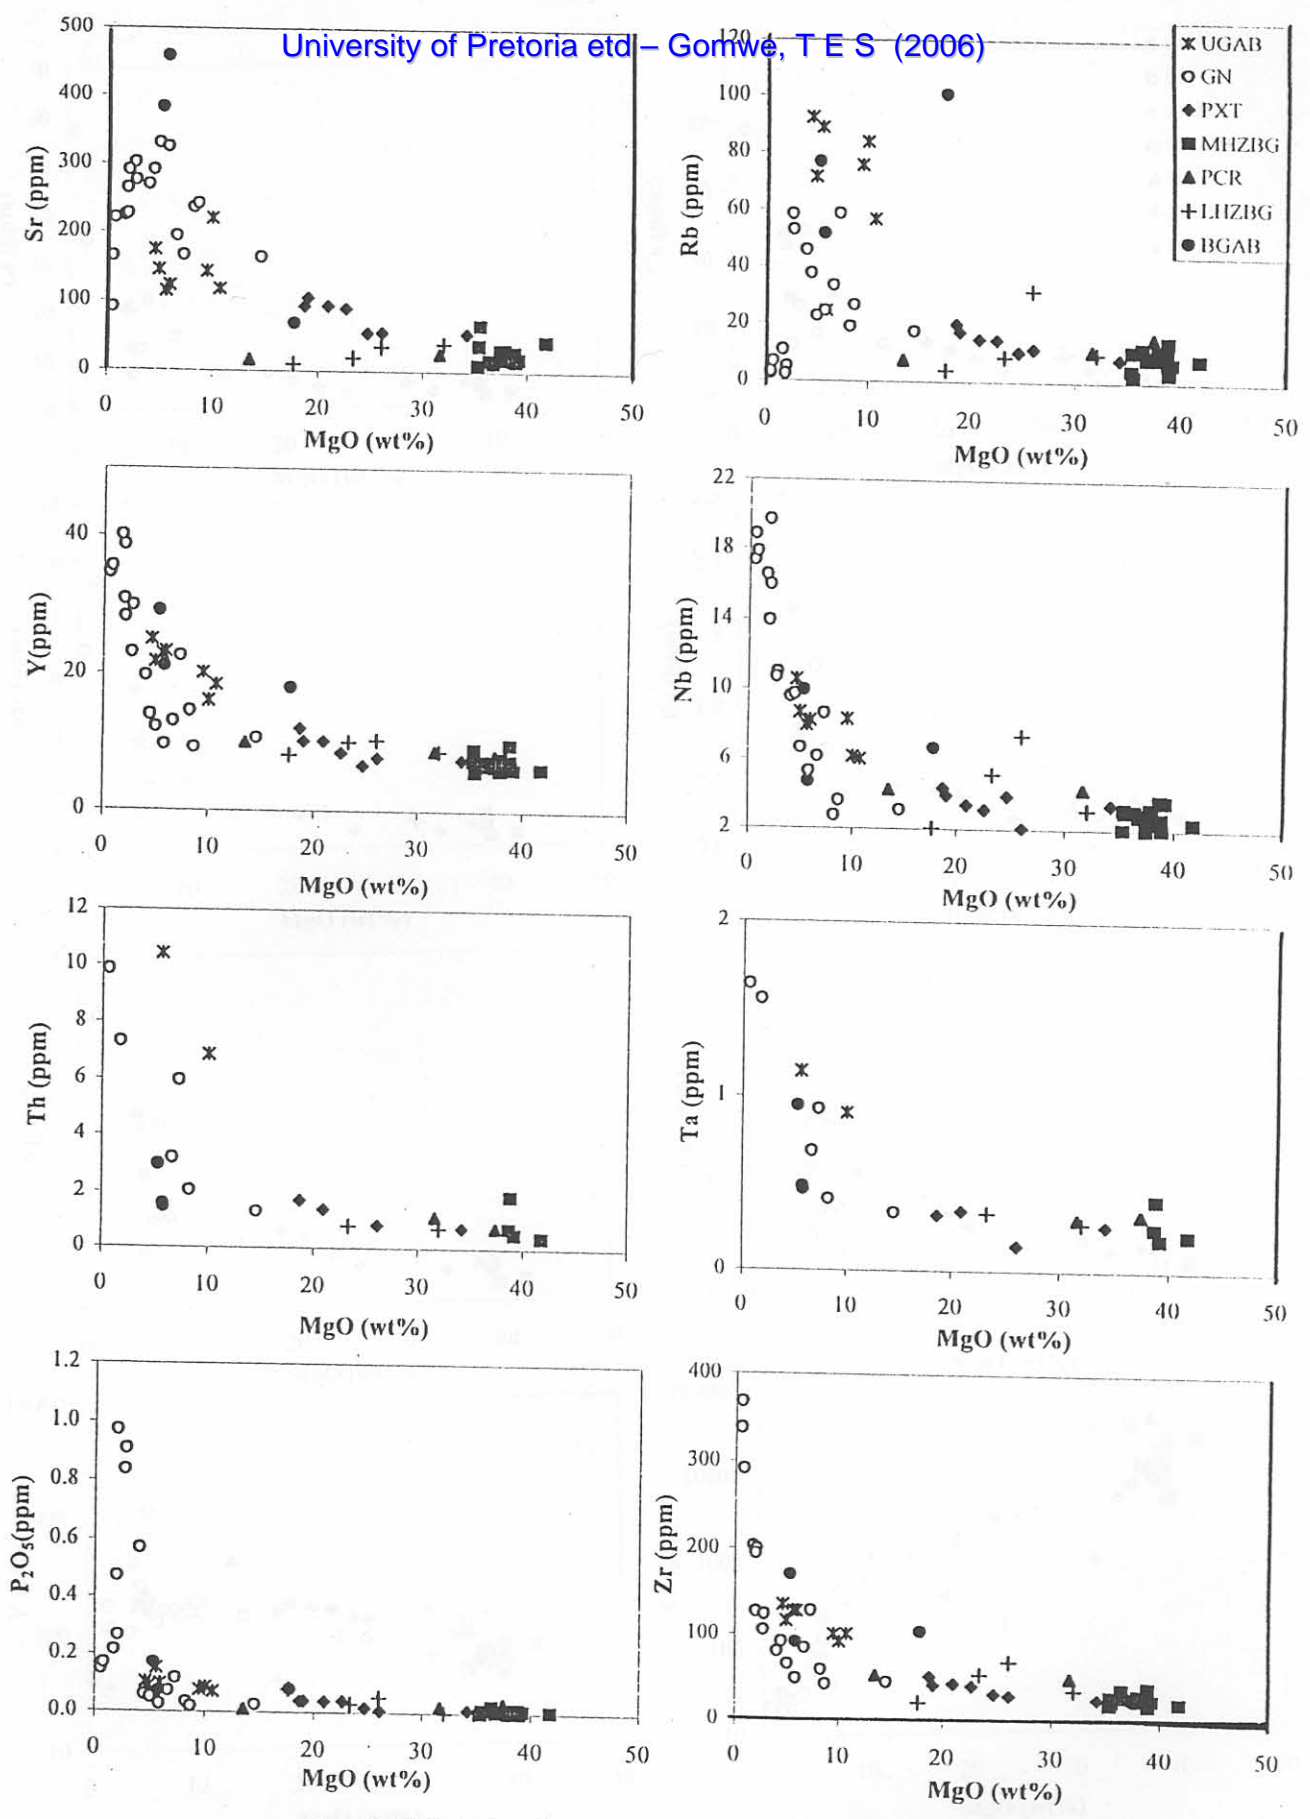 University of Pretoria etd – Gomwe, T E S (2006)
500
400
300
200
100
0
Sr (ppm)
0 10 20 30 40 50
MgO (wt%)
120
100
80
60
40
20
0
Rb (ppm)
0 10 20 30 40 50
MgO (wt%)
UGAB
GN
PXT
MHZBG
PCR
LHZBG
BGAB
40
20
0
Y(ppm)
0 10 20 30 40 50
MgO (wt%)
22
18
14
10
6
2
Nb (ppm)
0 10 20 30 40 50
MgO (wt%)
12
10
8
6
4
2
0
Th (ppm)
0 10 20 30 40 50
MgO (wt%)
2
1
0
Ta (ppm)
0 10 20 30 40 50
MgO (wt%)
1.2
1.0
0.8
0.6
0.4
0.2
0.0
P₂O₅(ppm)
0 10 20 30 40 50
MgO (wt%)
400
300
200
100
0
Zr (ppm)
0 10 20 30 40 50
MgO (wt%)